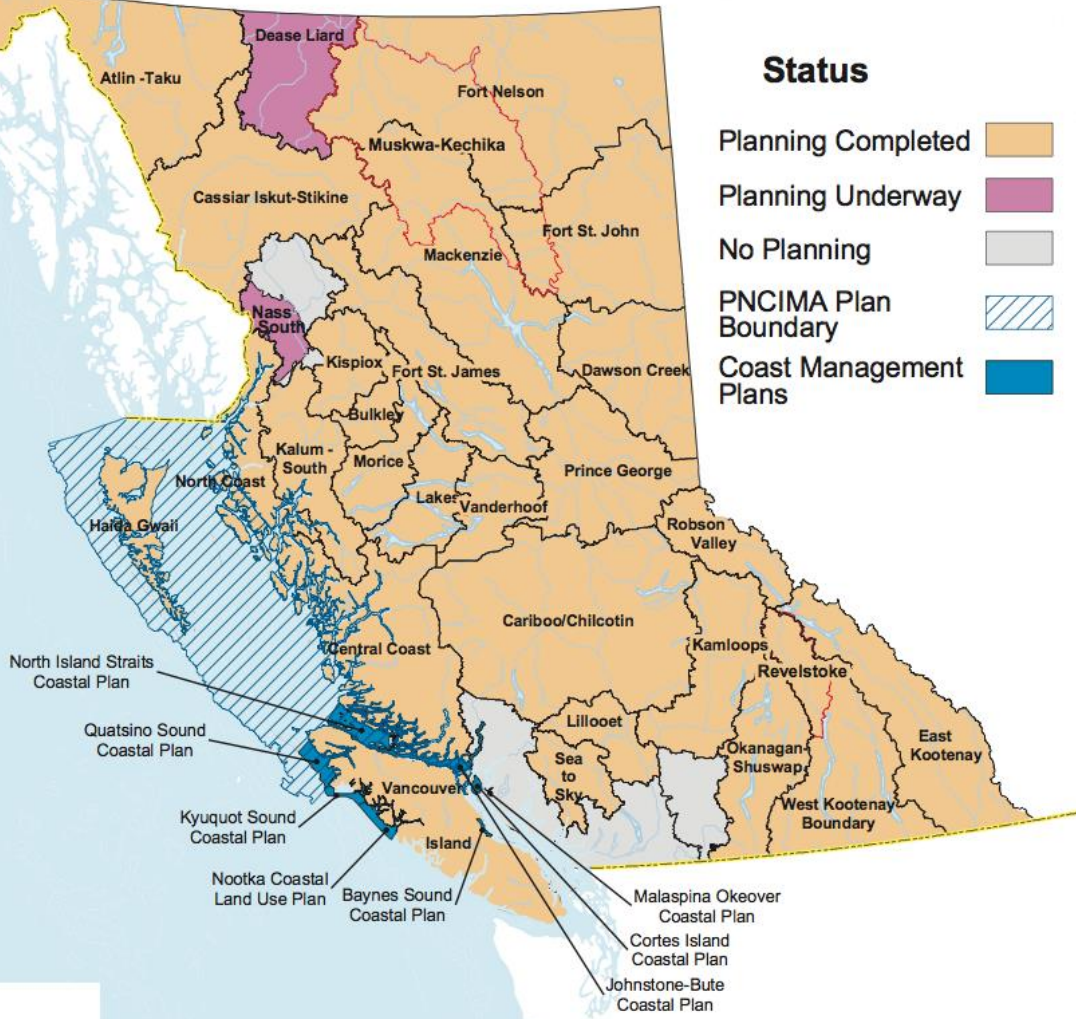 Dease Liard
Atlin -Taku
Fort Nelson
Muskwa-Kechika
Cassiar Iskut-Stikine
Fort St. John
Mackenzie
Nass
South
Kispiox
Fort St. James
Dawson Creek
Bulkley
Kalum -
South
Morice
Prince George
North Coast
Lakes
Vanderhoof
Haida Gwaii
Robson
Valley
Cariboo/Chilcotin
Kamloops
Central Coast
Revelstoke
Lillooet
East
Kootenay
Okanagan-
Shuswap
Sea
to
Sky
Vancouver
Island
West Kootenay
Boundary
North Island Straits
Coastal Plan
Quatsino Sound
Coastal Plan
Kyuquot Sound
Coastal Plan
Nootka Coastal
Land Use Plan
Baynes Sound
Coastal Plan
Malaspina Okeover
Coastal Plan
Cortes Island
Coastal Plan
Johnstone-Bute
Coastal Plan
Status
Planning Completed
Planning Underway
No Planning
PNCIMA Plan
Boundary
Coast Management
Plans